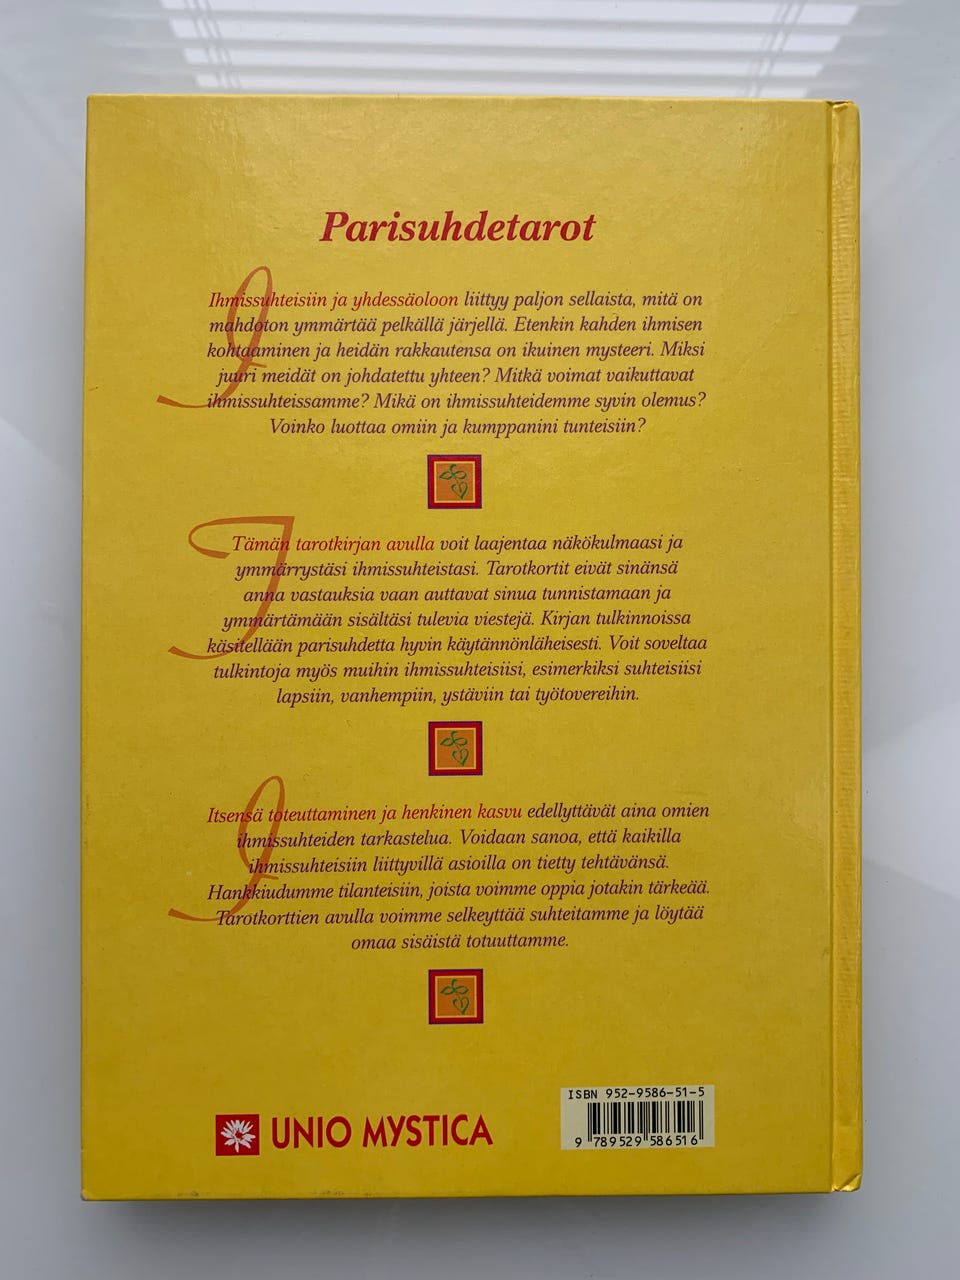 Parisuhdetarot
Ihmissuhteisiin ja yhdessäoloon liittyy paljon sellaista, mitä on
mahdoton ymmärtää pelkällä järjellä. Etenkin kahden ihmisen
kohtaaminen ja heidän rakkautensa on ikuinen mysteeri. Miksi
juuri meidät on johdatettu yhteen? Mitkä voimat vaikuttavat
ihmissuhteissamme? Mikä on ihmissuhteidemme syvin olemus?
Voinko luottaa omiin ja kumppanini tunteisiin?
Tämän tarotkirjan avulla voit laajentaa näkökulmaasi ja
ymmärrystäsi ihmissuhteistasi. Tarotkortit eivät sinänsä
anna vastauksia vaan auttavat sinua tunnistamaan ja
ymmärtämään sisältäsi tulevia viestejä. Kirjan tulkinnoissa
käsitellään parisuhdetta hyvin käytännönläheisesti. Voit soveltaa
tulkintoja myös muihin ihmissuhteisiisi, esimerkiksi suhteisiisi
lapsiin, vanhempiin, ystäviin tai työtovereihin.
Itsensä toteuttaminen ja henkinen kasvu edellyttävät aina omien
ihmissuhteiden tarkastelua. Voidaan sanoa, että kaikilla
ihmissuhteisiin liittyvillä asioilla on tietty tehtävänsä.
Hankkiudumme tilanteisiin, joista voimme oppia jotakin tärkeää.
Tarotkorttien avulla voimme selkeyttää suhteitamme ja löytää
omaa sisäistä totuuttamme.
UNIO MYSTICA
ISBN 952-9586-51-5
9 789529 586516